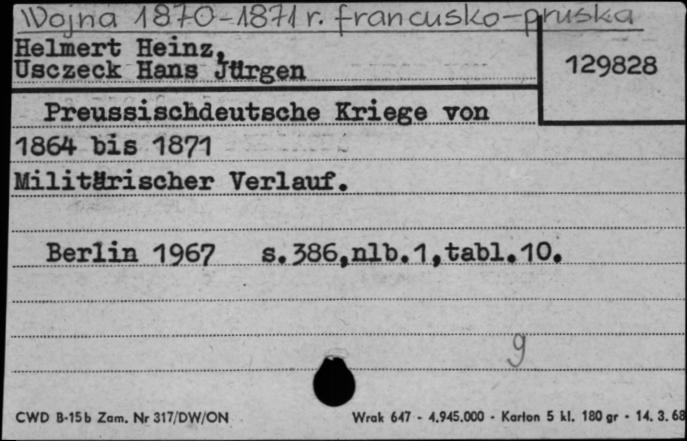 Wojna 1870-1871 r. francusko-pruska
Helmert Heinz,
Usczeck Hans Jürgen
129828
Preussischdeutsche Kriege von
1864 bis 1871
Militärischer Verlauf.
Berlin 1967 s.386,nlb.1,tabl.10.
g
CWD B-15b Zam. Nr 317/DW/ON Wrak 647 - 4.945.000 - Karton 5 kl. 180 gr - 14. 3. 68